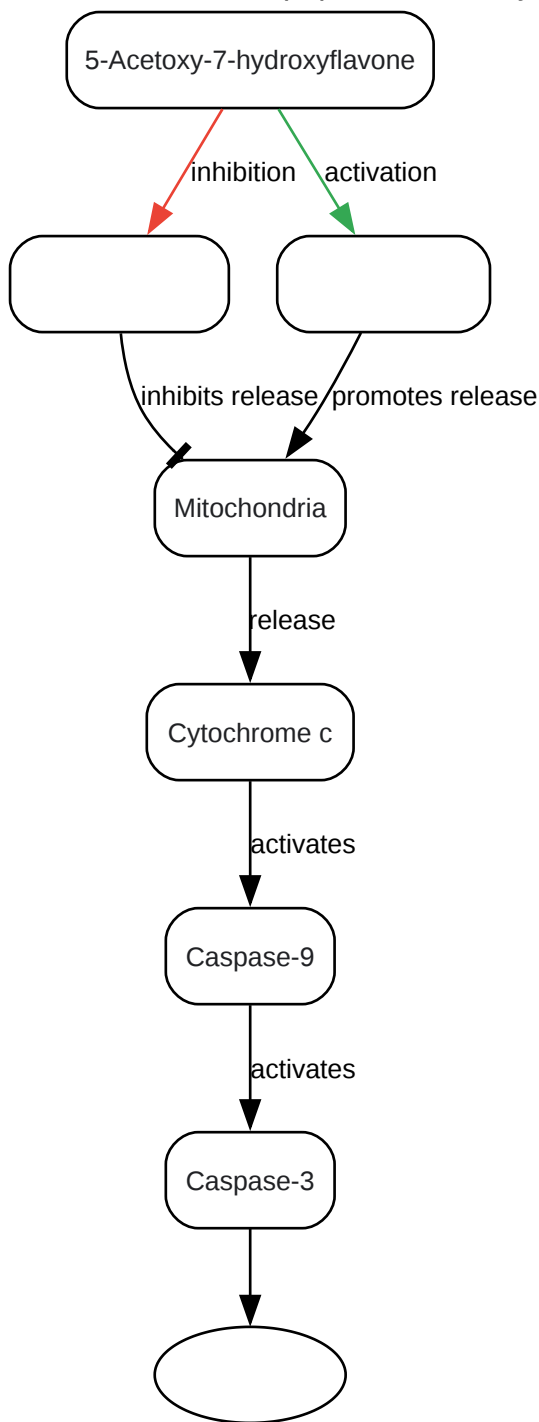 5-Acetoxy-7-hydroxyflavone
inhibition
activation
inhibits release
promotes release
Mitochondria
release
Cytochrome c
activates
Caspase-9
activates
Caspase-3